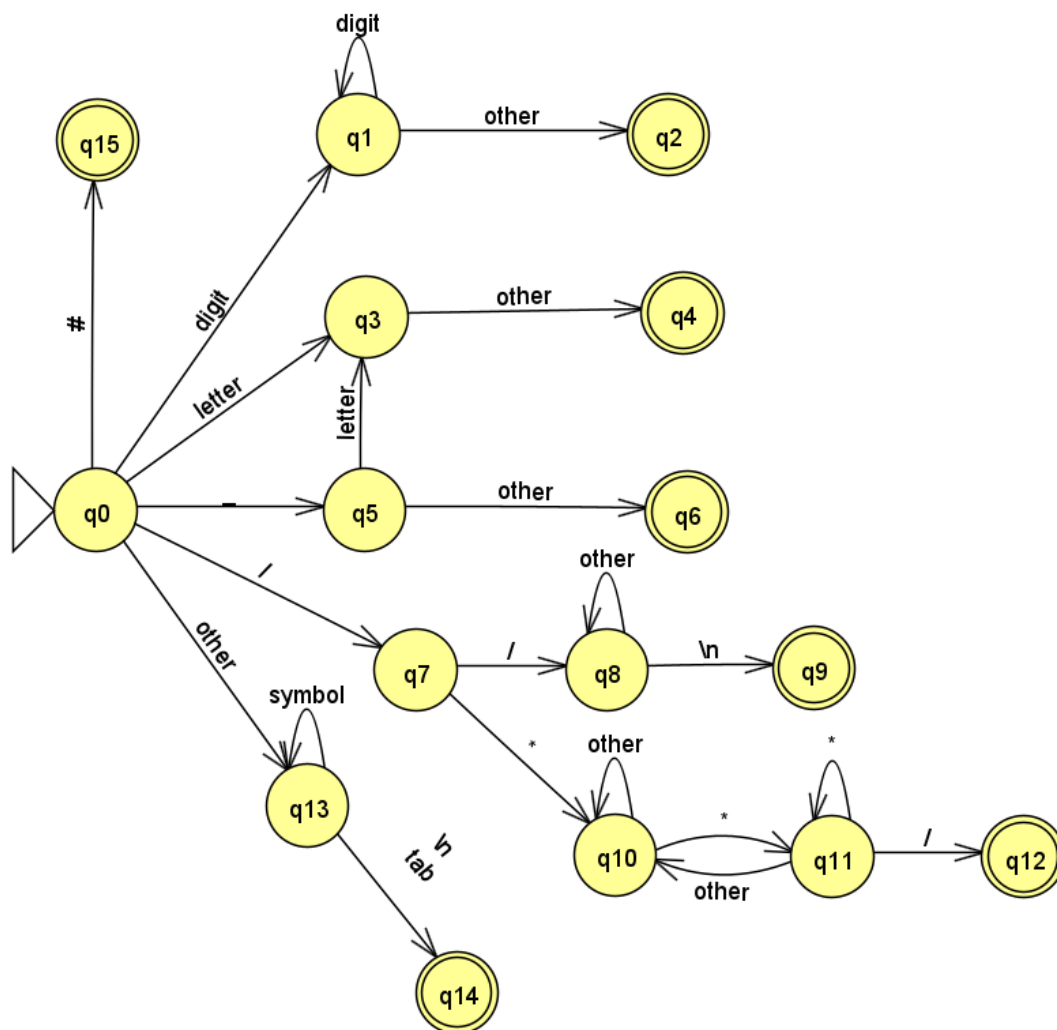 digit
q15
q1
other
q2
#
digit
q3
other
q4
letter
letter
q0
_
q5
other
q6
/
other
other
q7
/
q8
\n
q9
symbol
*
other
*
q13
q10
*
q11
/
q12
other
\n
tab
q14